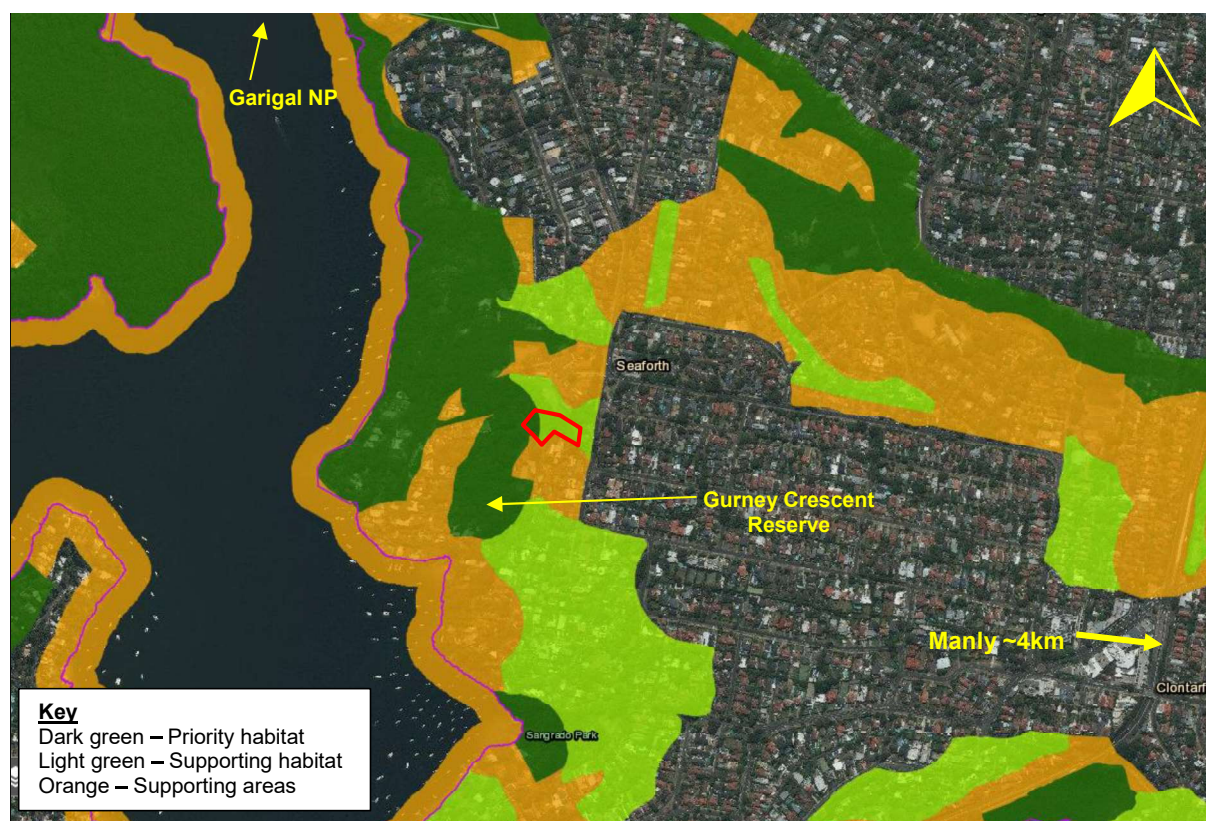 Garigal NP
Seaforth
Gurney Crescent
Reserve
Manly ~4km
Clontarf
Sangrado Park
Key
Dark green – Priority habitat
Light green – Supporting habitat
Orange – Supporting areas